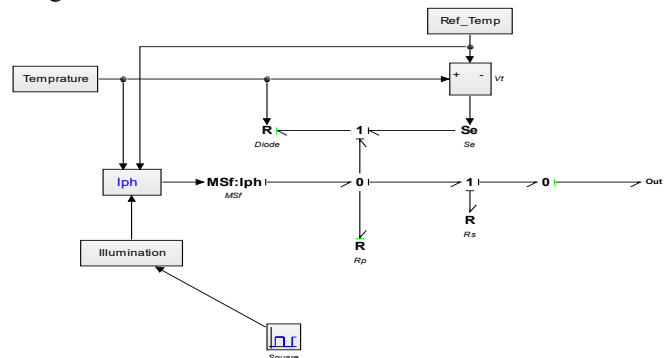 Ref_Temp
Temprature
+ -
Vt
R
1
Se
Diode
Se
Iph
MSf:Iph
0
1
0
Out
MSf
R
Rs
R
Rp
Illumination
Square